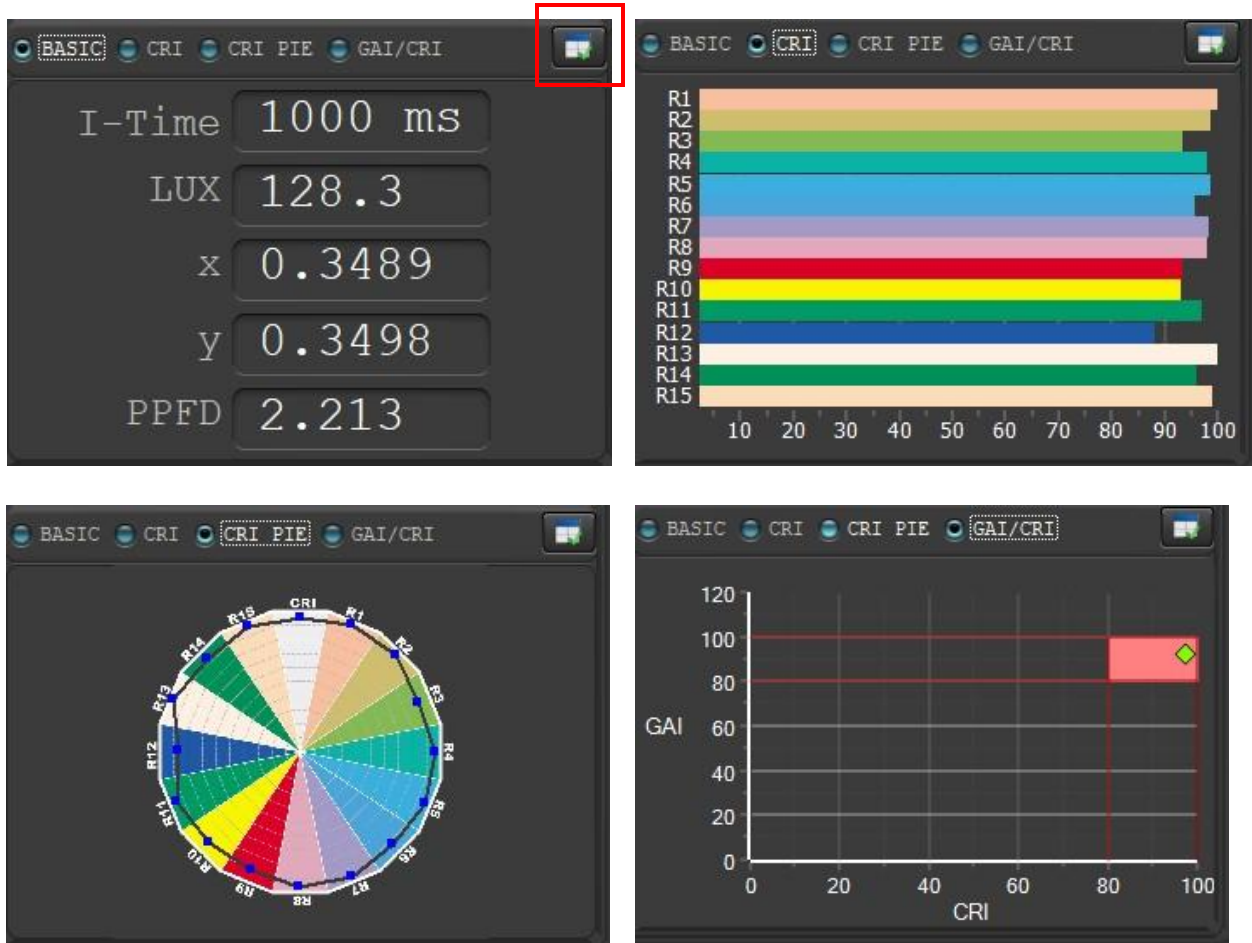 BASIC CRI CRI PIE GAI/CRI
I-Time 1000 ms
LUX 128.3
x 0.3489
y 0.3498
PPFD 2.213
BASIC CRI CRI PIE GAI/CRI
R1
R2
R3
R4
R5
R6
R7
R8
R9
R10
R11
R12
R13
R14
R15
10 20 30 40 50 60 70 80 90 100
BASIC CRI CRI PIE GAI/CRI
CRI
R1
R2
R3
R4
R5
R6
R7
R8
R9
R10
R11
R12
R13
R14
R15
BASIC CRI CRI PIE GAI/CRI
120
100
80
GAI
60
40
20
0
0 20 40 60 80 100
CRI